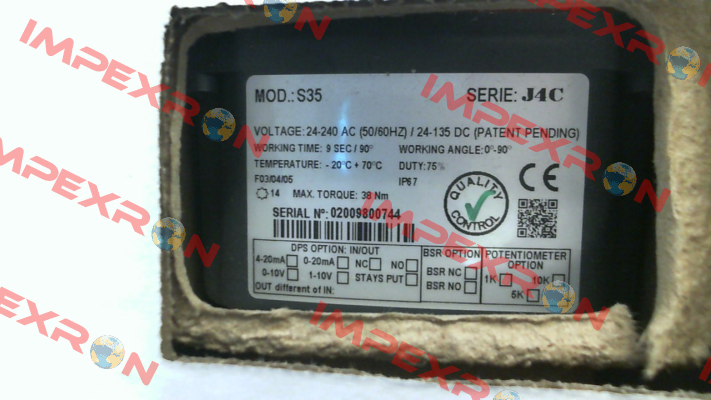 MOD.: S35 SERIE: J4C
VOLTAGE: 24-240 AC (50/60HZ) / 24-135 DC (PATENT PENDING)
WORKING TIME: 9 SEC / 90° WORKING ANGLE: 0°-90°
TEMPERATURE: - 20°C + 70°C DUTY: 75%
F03/04/05 IP67
14 MAX. TORQUE: 38 Nm
QUALITY CONTROL
CE
SERIAL Nº: 02009800744
DPS OPTION: IN/OUT
4-20mA 0-20mA NC NO
0-10V 1-10V STAYS PUT
OUT different of IN:
BSR OPTION
BSR NC
BSR NO
POTENTIOMETER
OPTION
1K 10K
5K
IMPEXRON
IMPEXRON
IMPEXRON
IMPEXRON
IMPEXRON
IMPEXRON
IMPEXRON